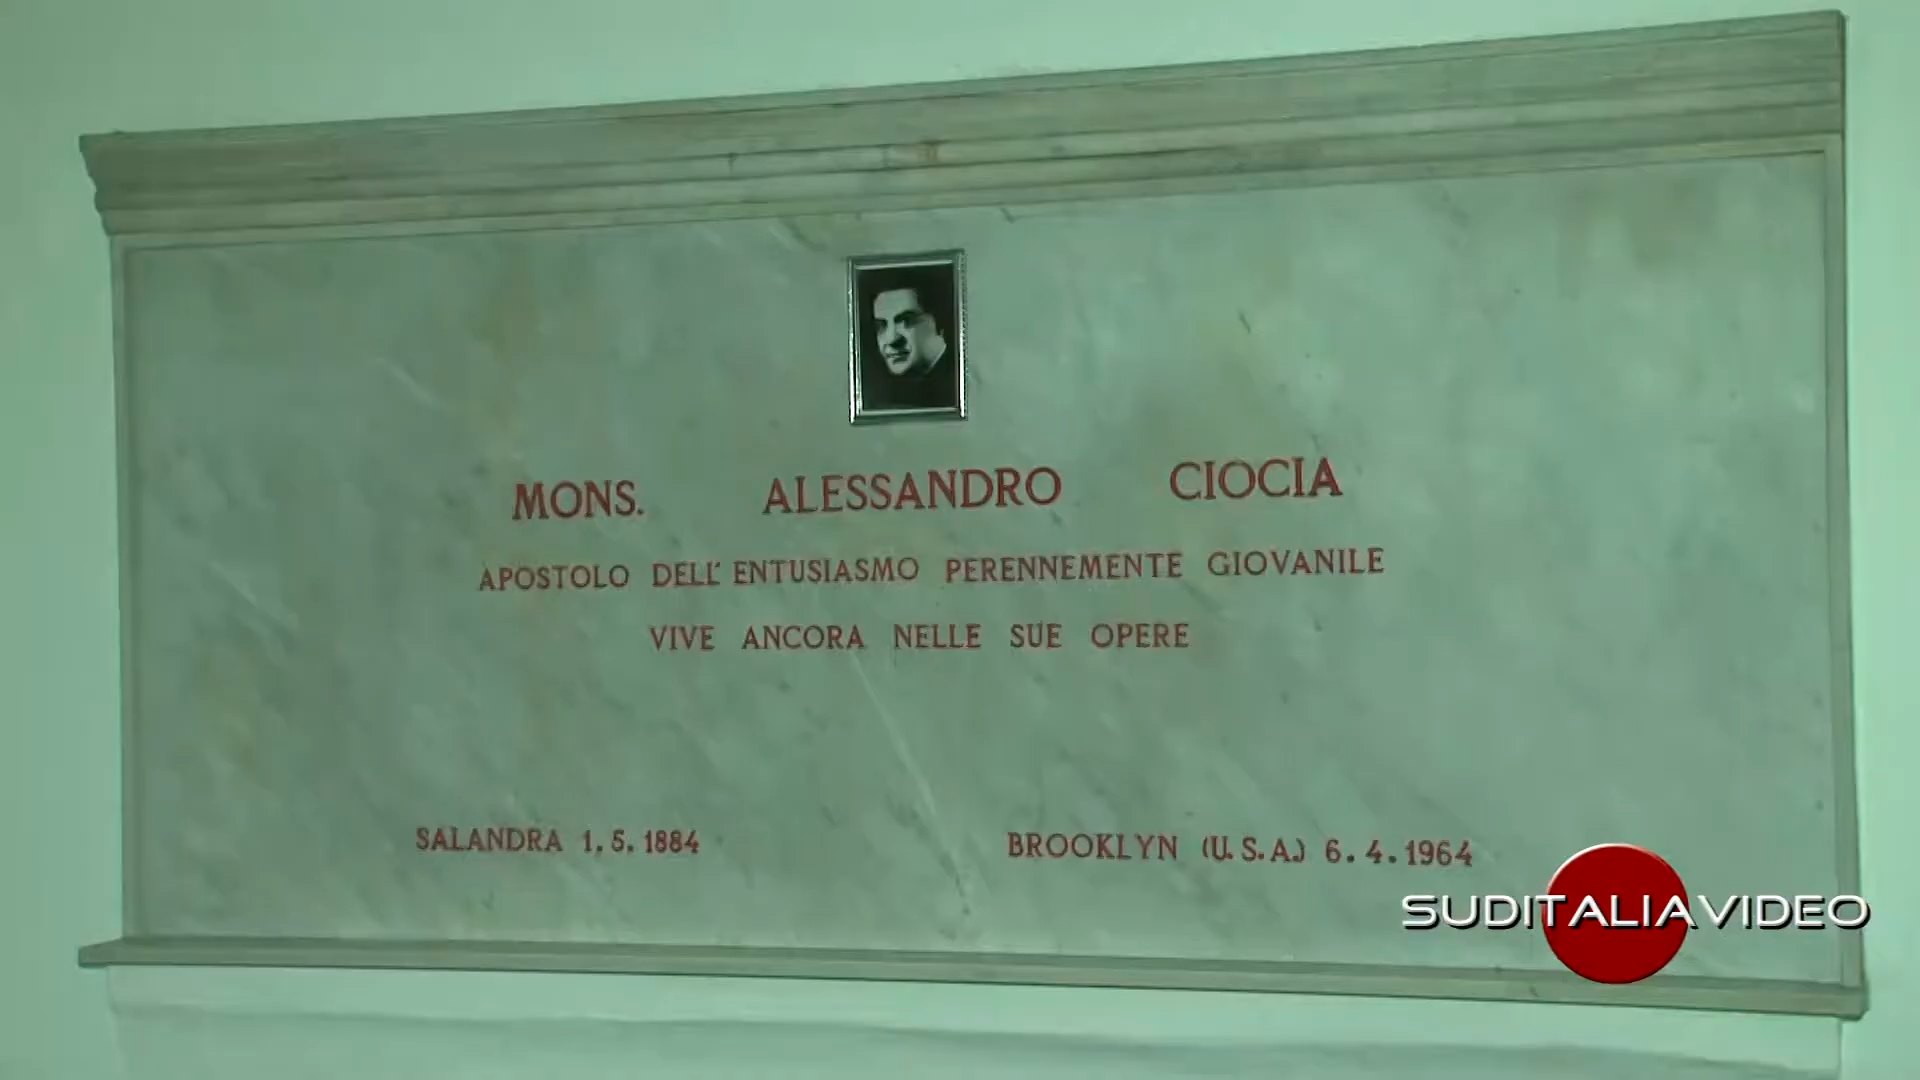 MONS. ALESSANDRO CIOCIA
APOSTOLO DELL'ENTUSIASMO PERENNEMENTE GIOVANILE
VIVE ANCORA NELLE SUE OPERE
SALANDRA 1.5.1884
BROOKLYN (U.S.A.) 6.4.1964
SUDITALIAVIDEO